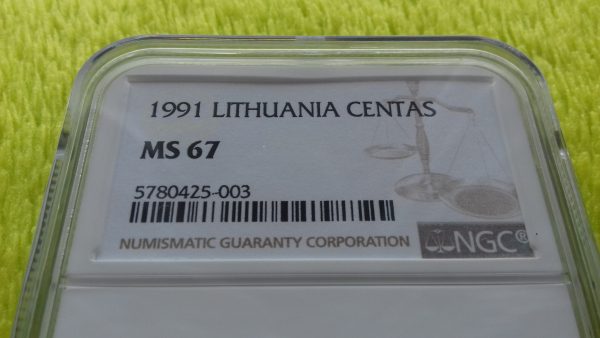 1991 LITHUANIA CENTAS
MS 67
5780425-003
NUMISMATIC GUARANTY CORPORATION
NGC®